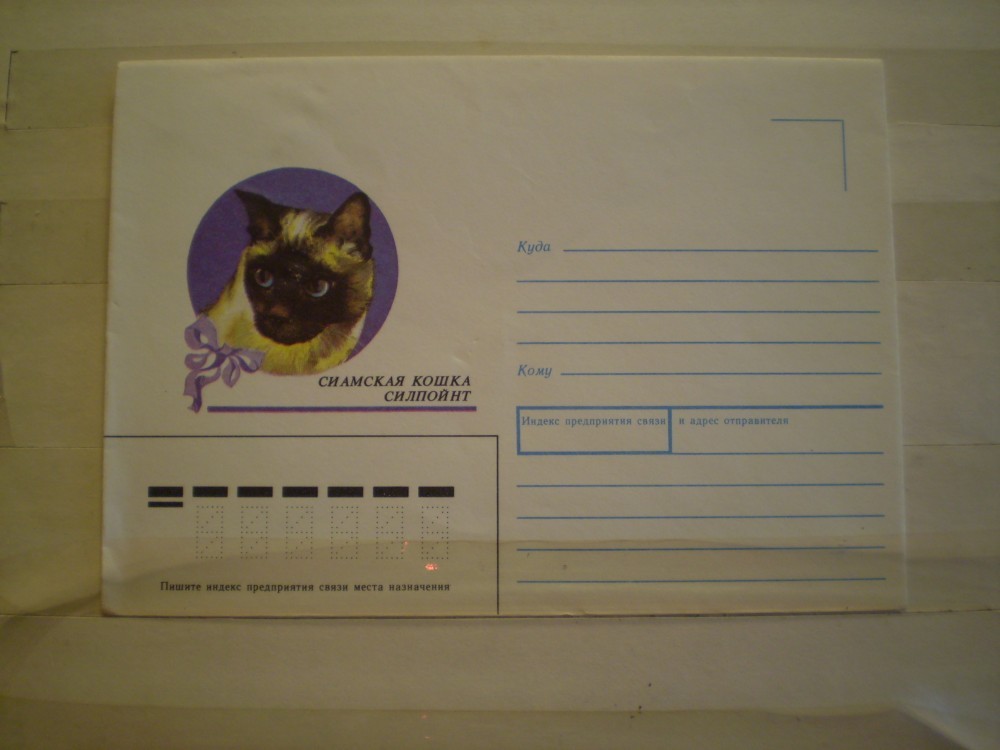 СИАМСКАЯ КОШКА
СИЛПОЙНТ
Куда
Кому
Индекс предприятия связи и адрес отправителя
Пишите индекс предприятия связи места назначения